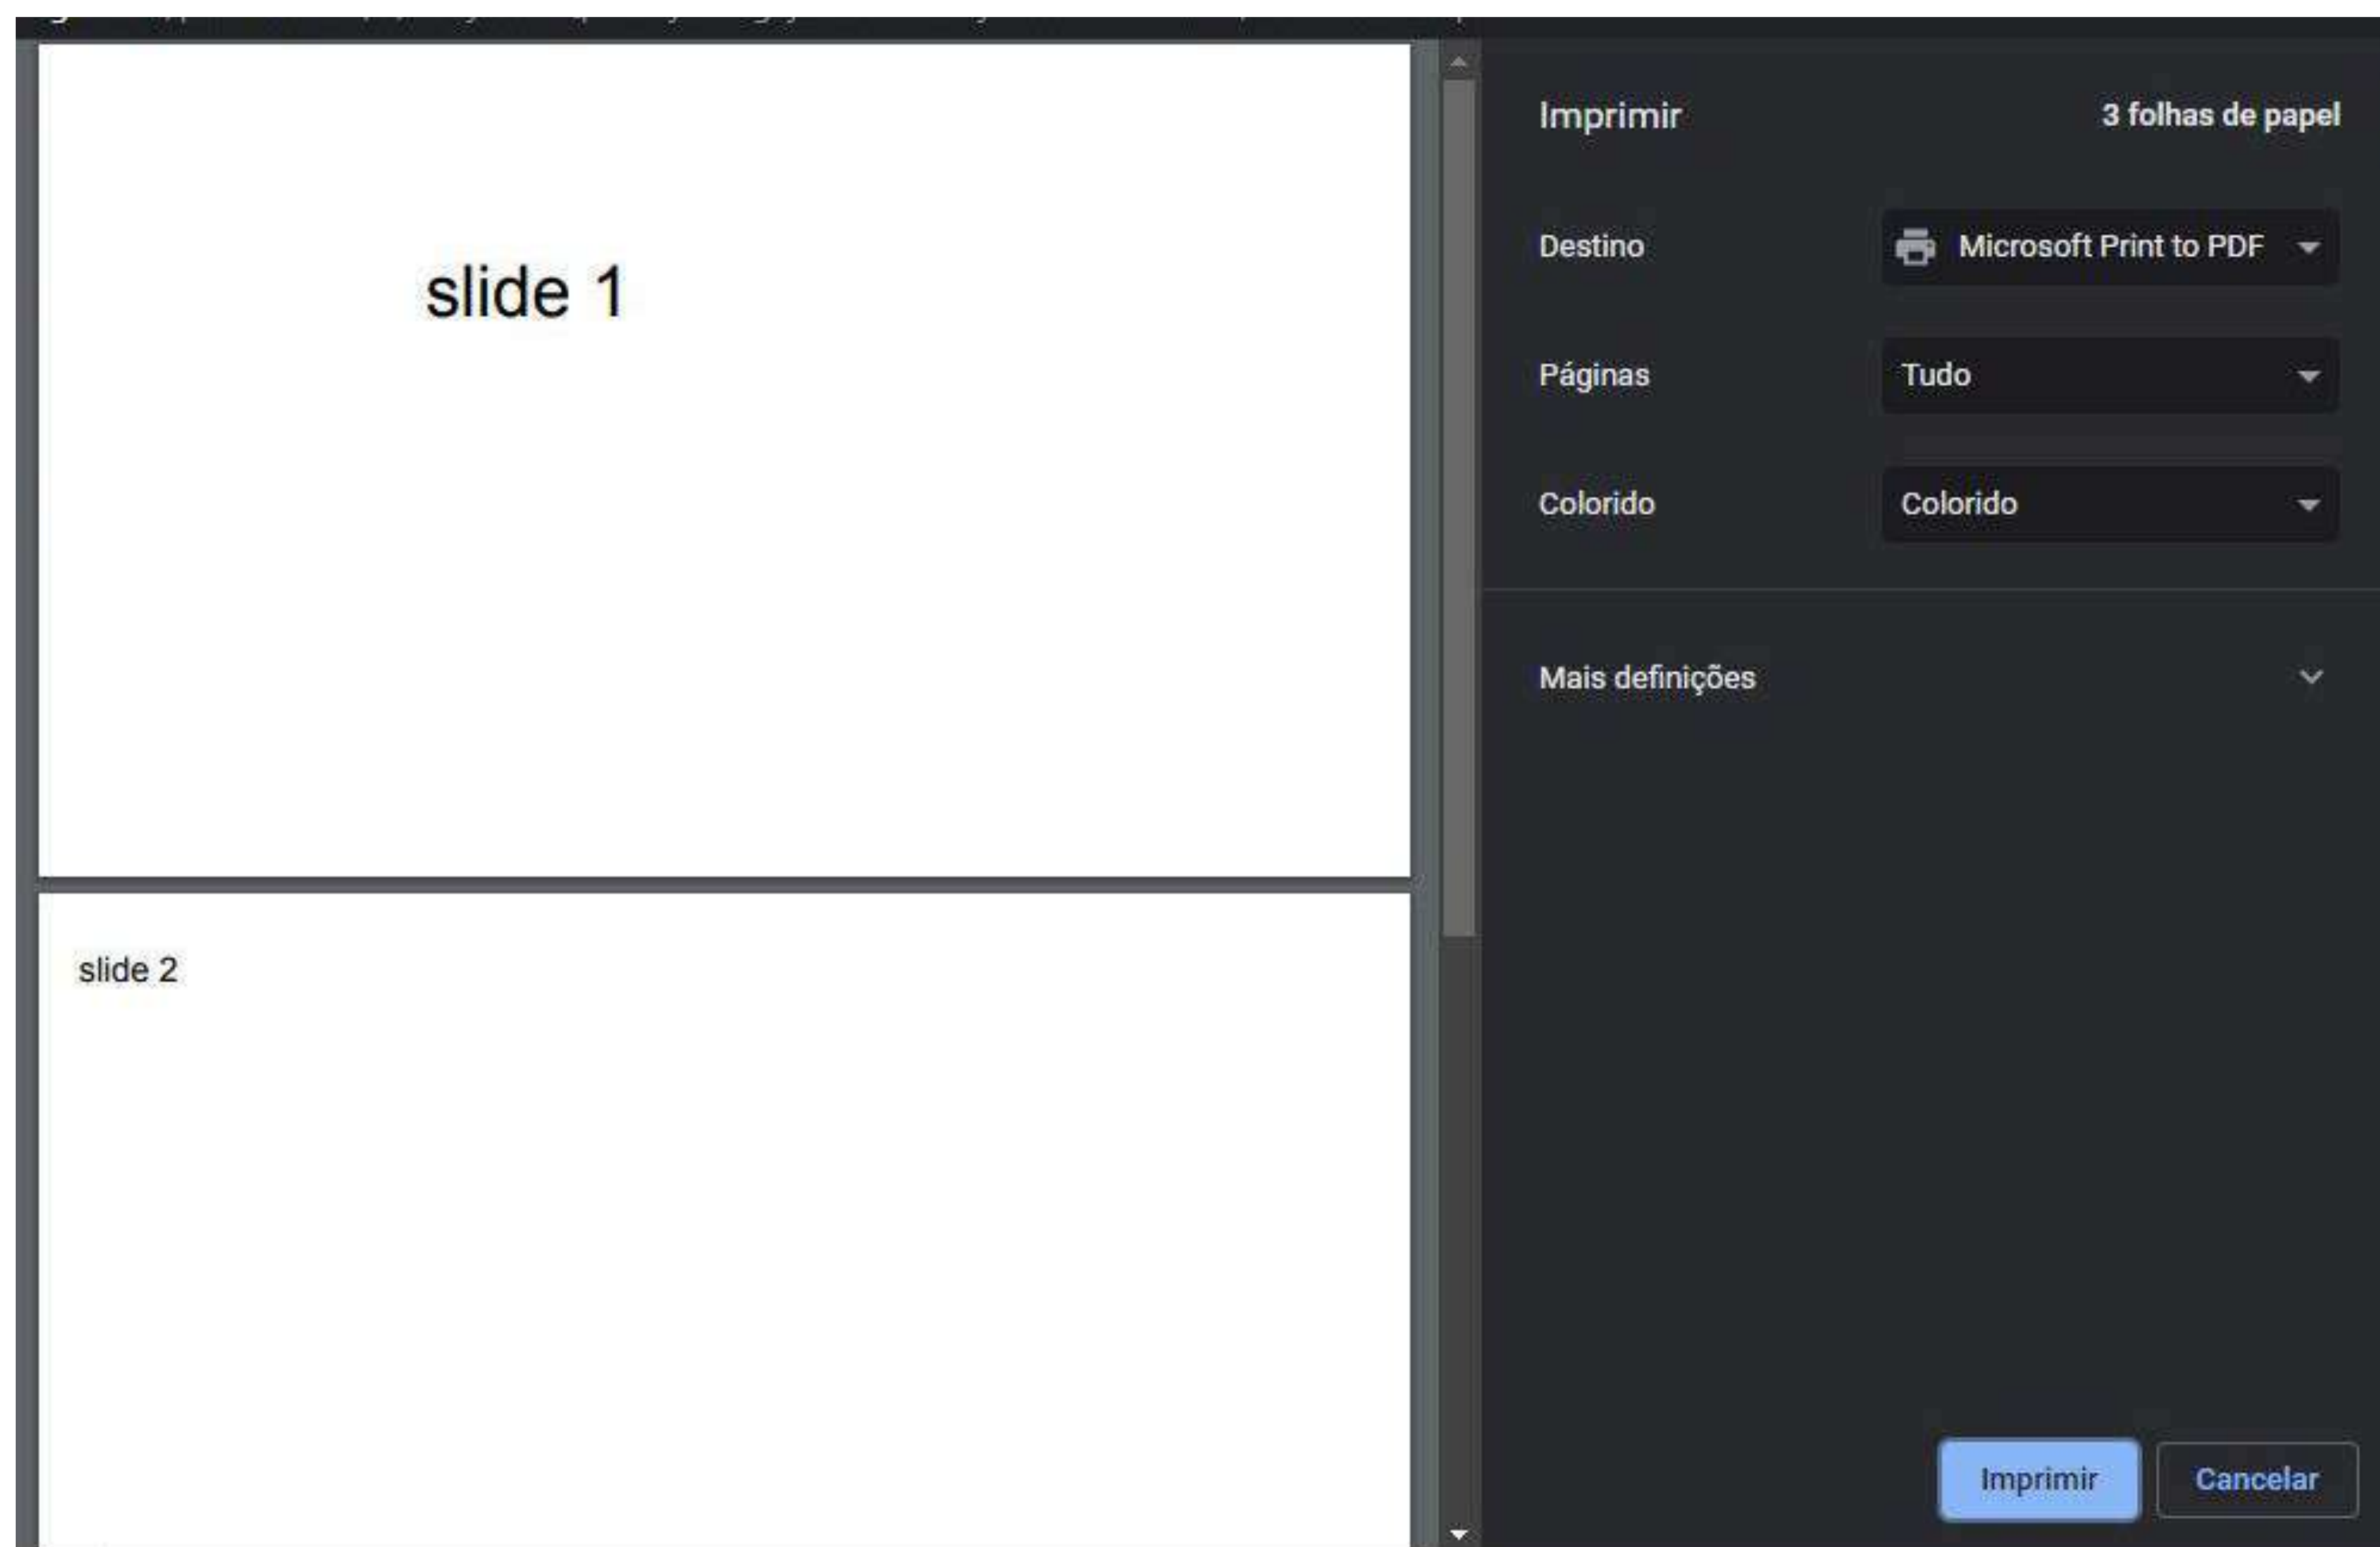 slide 1
slide 2
Imprimir 3 folhas de papel
Destino Microsoft Print to PDF
Páginas Tudo
Colorido Colorido
Mais definições
Imprimir Cancelar